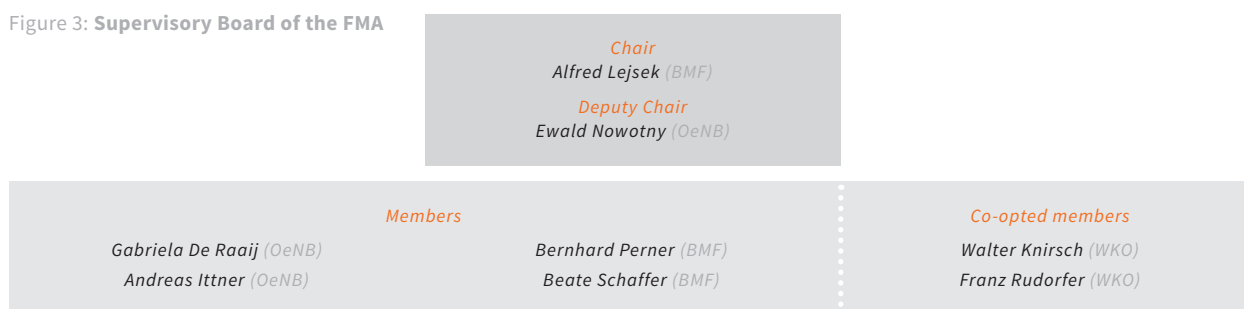 Figure 3: Supervisory Board of the FMA
Chair
Alfred Lejsek (BMF)
Deputy Chair
Ewald Nowotny (OeNB)
Members
Gabriela De Raaij (OeNB)
Andreas Ittner (OeNB)
Bernhard Perner (BMF)
Beate Schaffer (BMF)
Co-opted members
Walter Knirsch (WKO)
Franz Rudorfer (WKO)